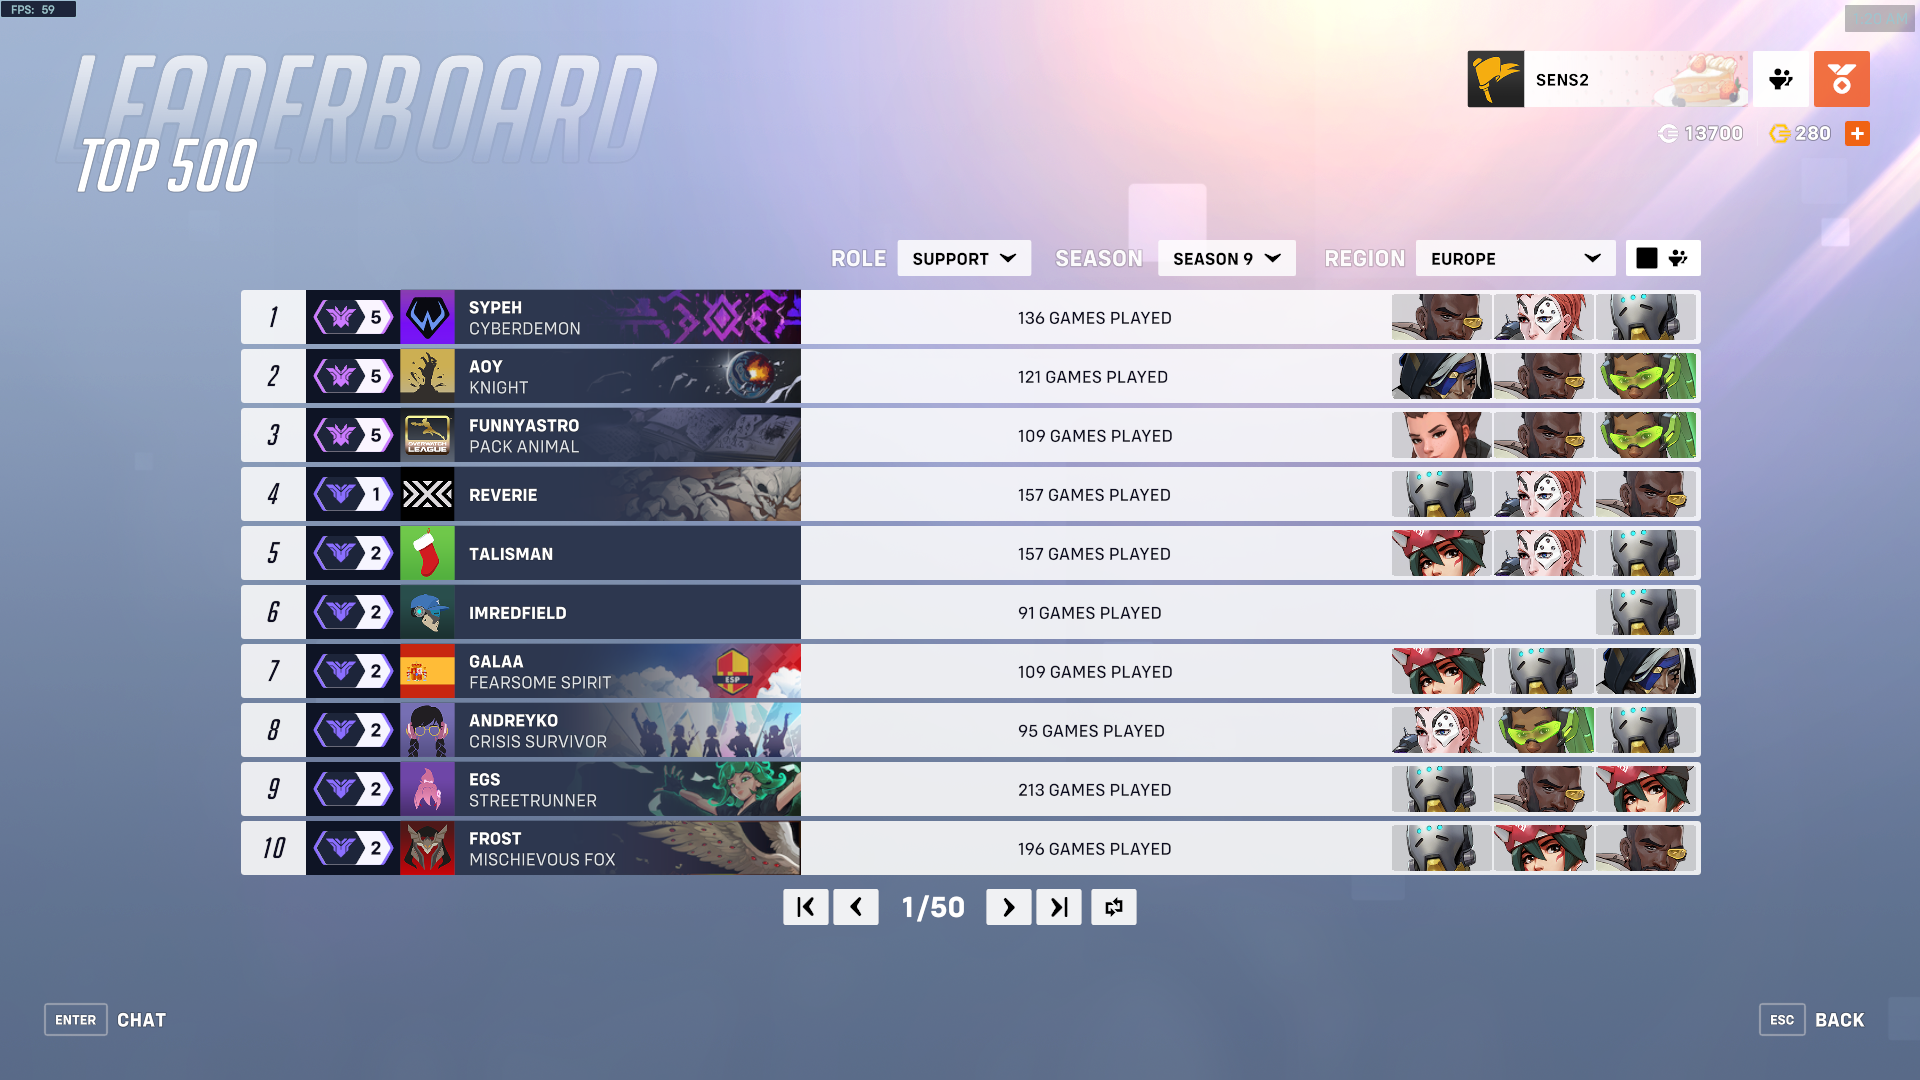 FPS: 59
LEADERBOARD
TOP 500
SENS2
13700
280
ROLE SUPPORT SEASON SEASON 9 REGION EUROPE
1 5 SYPEH 136 GAMES PLAYED
CYBERDEMON
2 5 AOY 121 GAMES PLAYED
KNIGHT
3 5 OVERWATCH LEAGUE FUNNYASTRO 109 GAMES PLAYED
PACK ANIMAL
4 1 REVERIE 157 GAMES PLAYED
5 2 TALISMAN 157 GAMES PLAYED
6 2 IMREDFIELD 91 GAMES PLAYED
7 2 GALAA ESP 109 GAMES PLAYED
FEARSOME SPIRIT
8 2 ANDREYKO 95 GAMES PLAYED
CRISIS SURVIVOR
9 2 EGS 213 GAMES PLAYED
STREETRUNNER
10 2 FROST 196 GAMES PLAYED
MISCHIEVOUS FOX
1/50
ENTER CHAT
ESC BACK